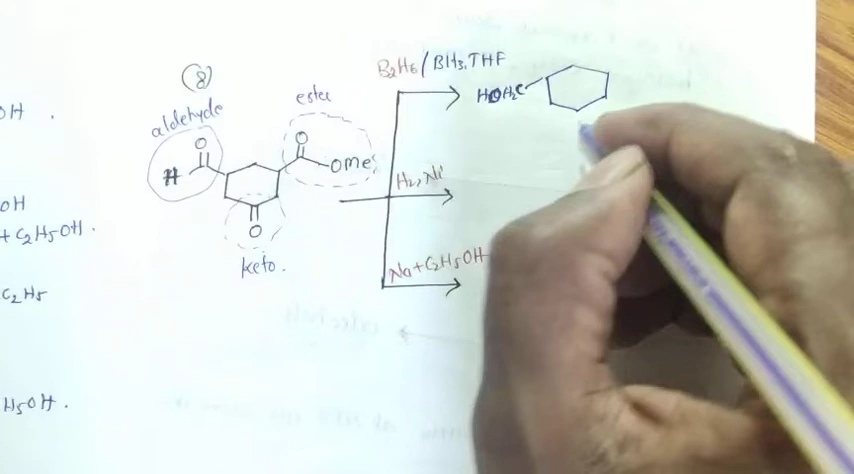 OH .
OH
+ C₂H₅OH .
C₂H₅
H₅OH .
(8)
aldehyde
ester
O
O
H
OMe
O
keto .
B₂H₆ / BH₃.THF
HOH₂C
H₂, Ni
Na + C₂H₅OH